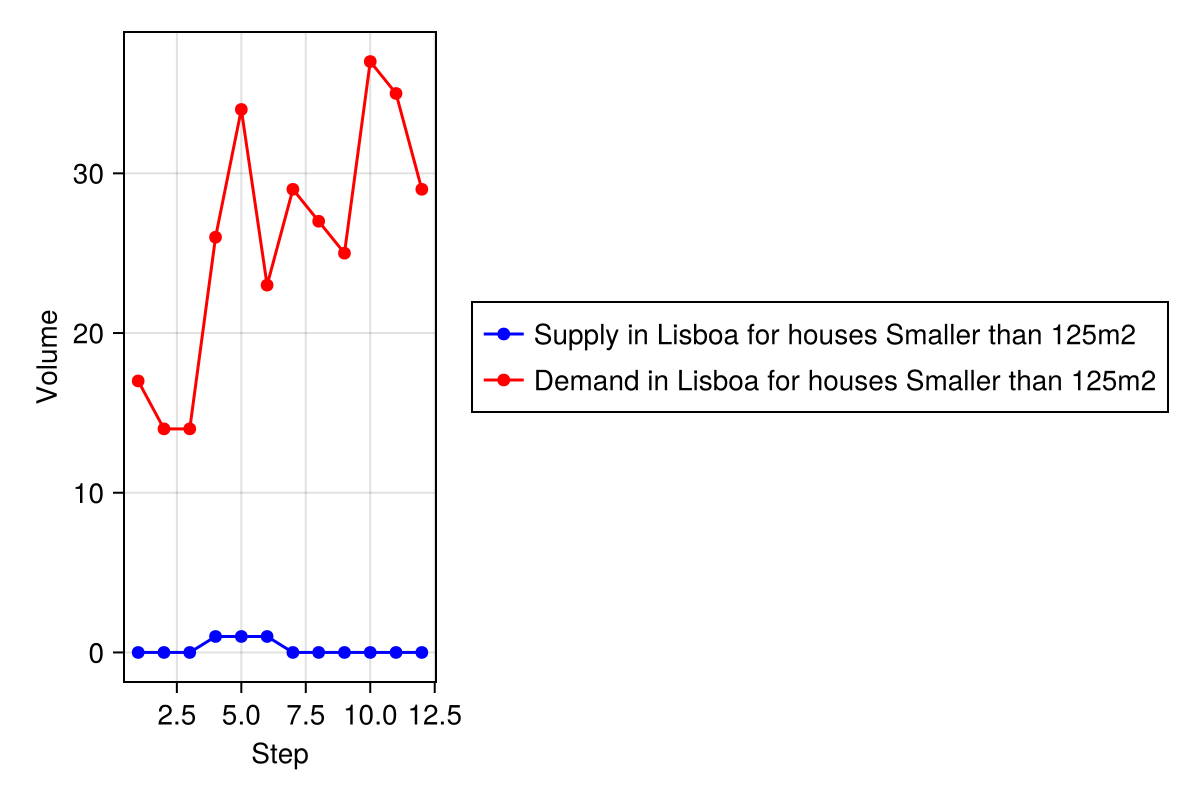 30
20
10
0
Volume
2.5 5.0 7.5 10.0 12.5
Step
Supply in Lisboa for houses Smaller than 125m2
Demand in Lisboa for houses Smaller than 125m2